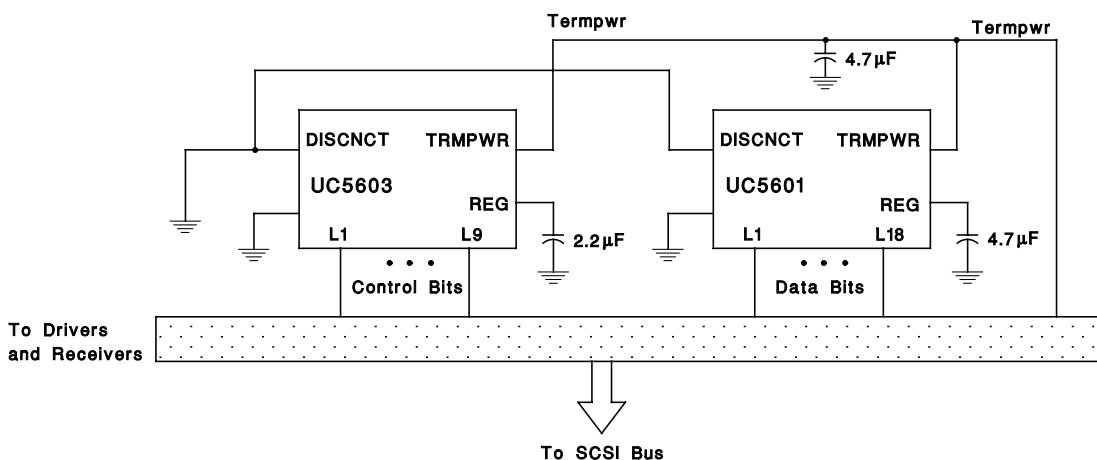 Termpwr
Termpwr
4.7µF
DISCNCT TRMPWR
UC5603
REG
L1 L9
2.2µF
Control Bits
DISCNCT TRMPWR
UC5601
REG
L1 L18
4.7µF
Data Bits
To Drivers
and Receivers
To SCSI Bus